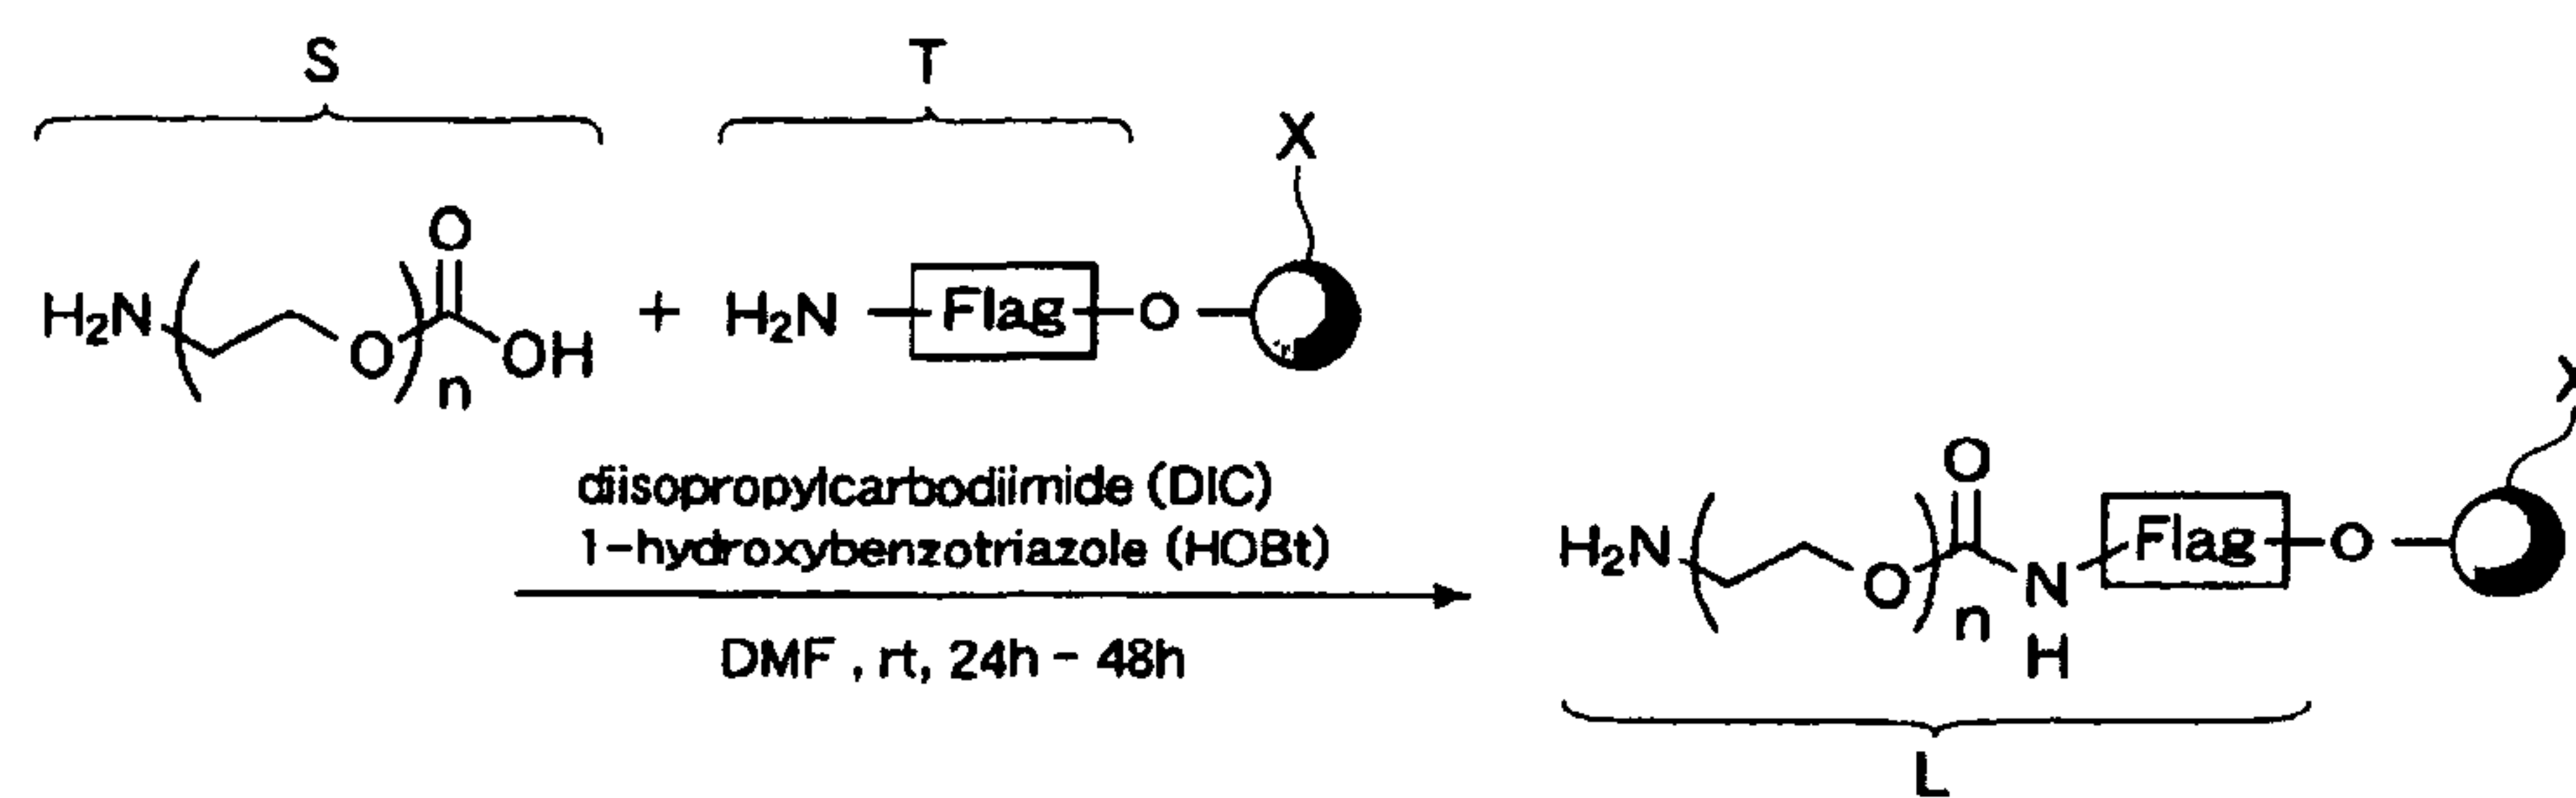 S T
X
O
H₂N ( O )n OH + H₂N Flag O
X
diisopropylcarbodiimide (DIC)
1-hydroxybenzotriazole (HOBt)
DMF , rt, 24h - 48h
O
H₂N ( O )n N Flag O
H
L